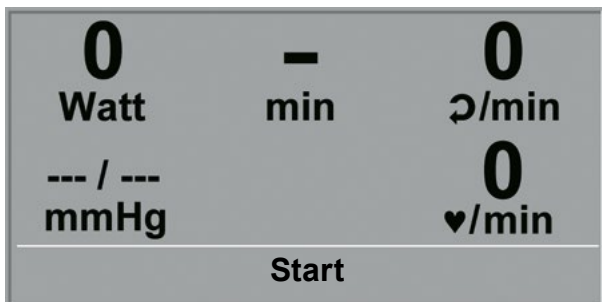 0 – 0
Watt min ⊃/min
--- / --- 0
mmHg ♥/min
Start